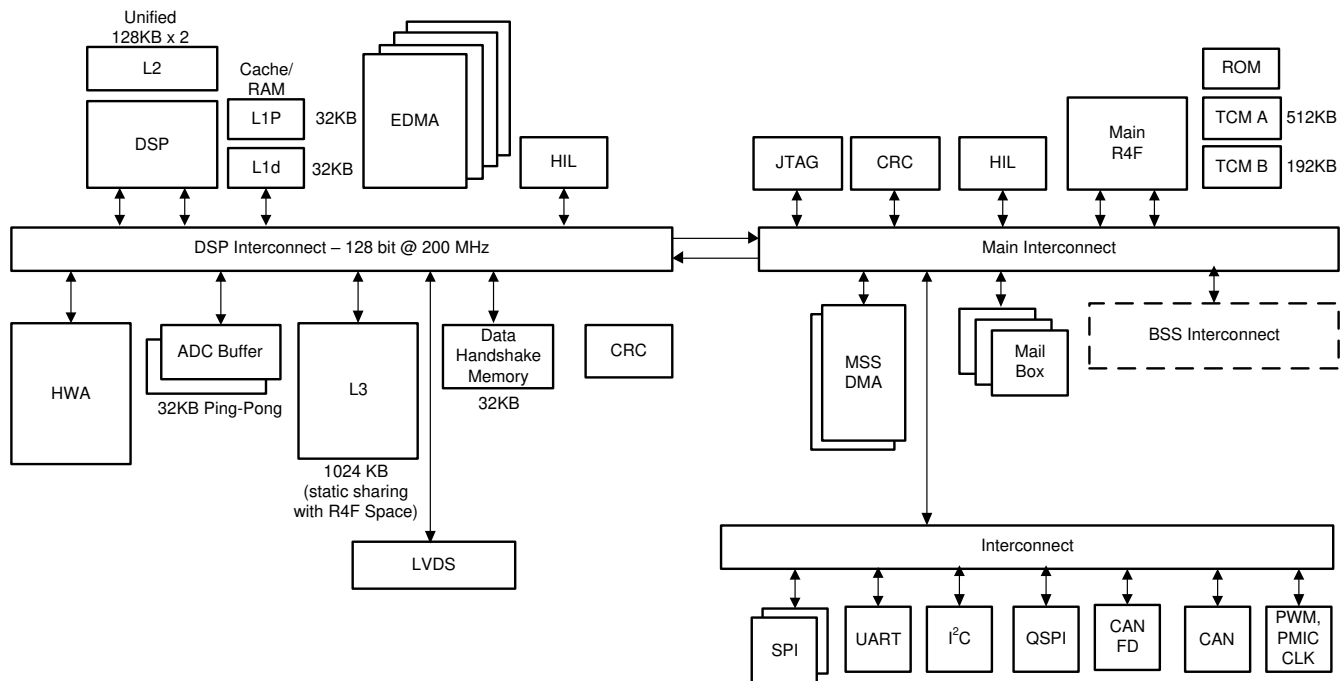 Unified
128KB x 2
L2
DSP
Cache/
RAM
L1P
32KB
L1d
32KB
EDMA
HIL
JTAG
CRC
HIL
Main
R4F
ROM
TCM A
512KB
TCM B
192KB
DSP Interconnect – 128 bit @ 200 MHz
Main Interconnect
HWA
ADC Buffer
32KB Ping-Pong
L3
1024 KB
(static sharing
with R4F Space)
Data
Handshake
Memory
32KB
CRC
LVDS
MSS
DMA
Mail
Box
BSS Interconnect
Interconnect
SPI
UART
I²C
QSPI
CAN
FD
CAN
PWM,
PMIC
CLK